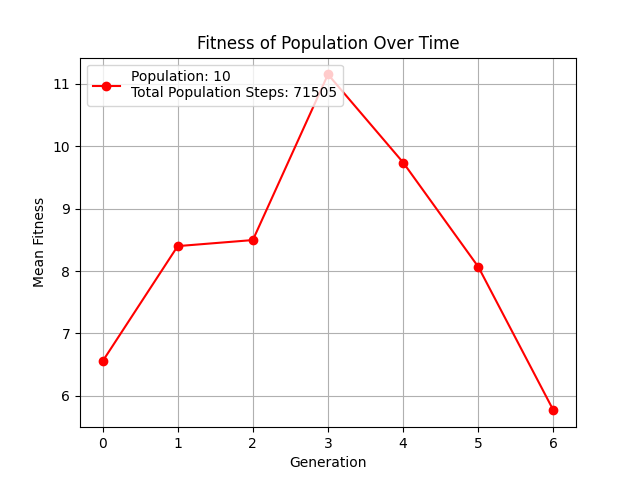 Fitness of Population Over Time
Population: 10
Total Population Steps: 71505
11
10
9
8
7
6
Mean Fitness
0 1 2 3 4 5 6
Generation